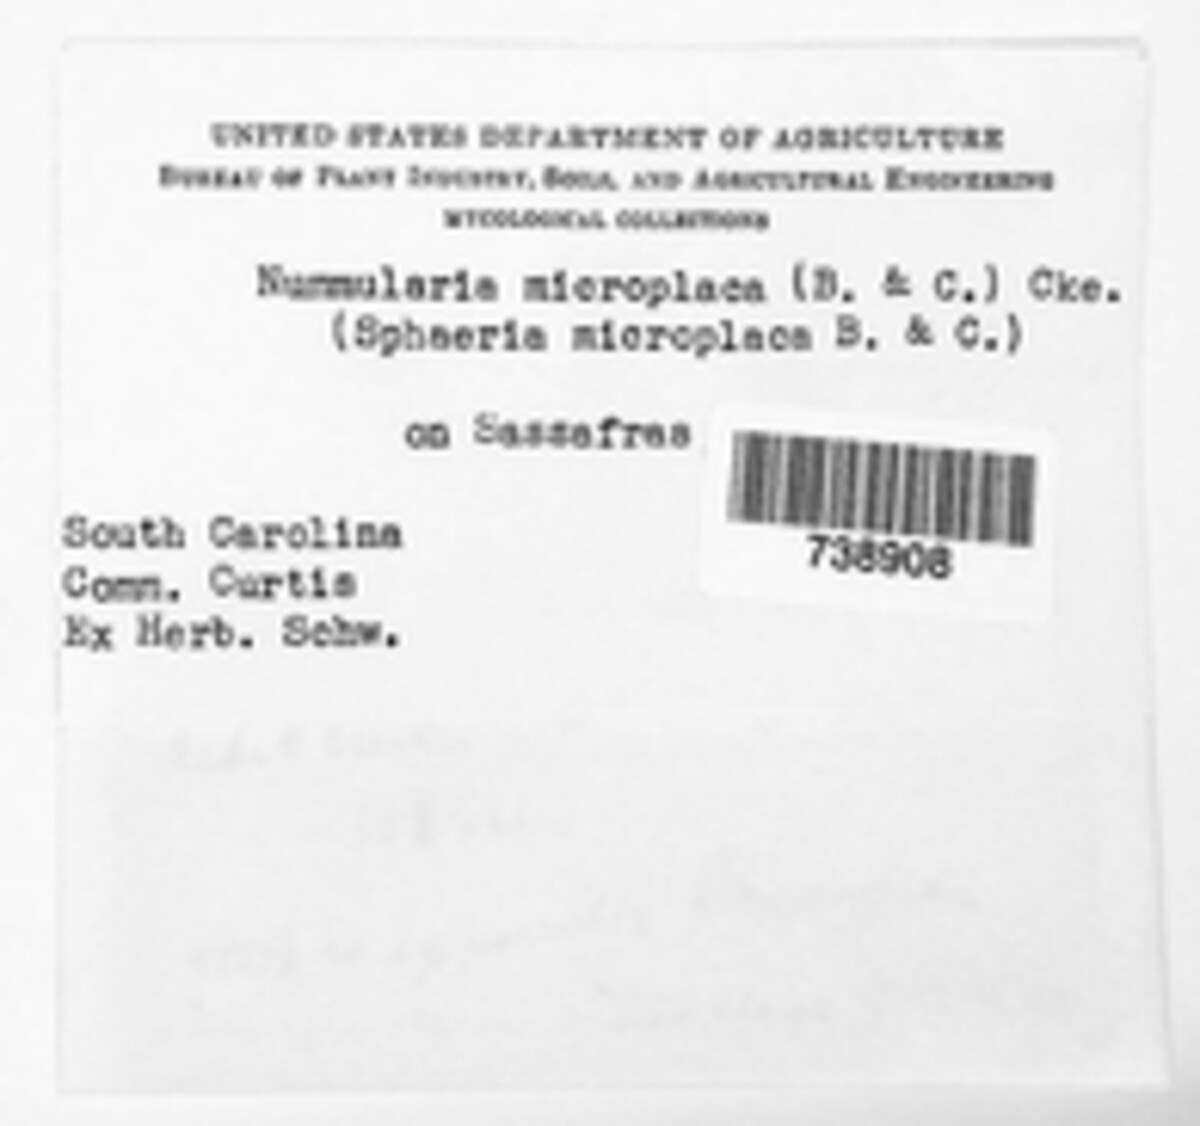 UNITED STATES DEPARTMENT OF AGRICULTURE
BUREAU OF PLANT INDUSTRY, SOILS, AND AGRICULTURAL ENGINEERING
MYCOLOGICAL COLLECTIONS
Nummularia microplaca (B. & C.) Cke.
(Sphaeria microplaca B. & C.)
on Sassafras
738908
South Carolina
Comm. Curtis
Ex Herb. Schw.